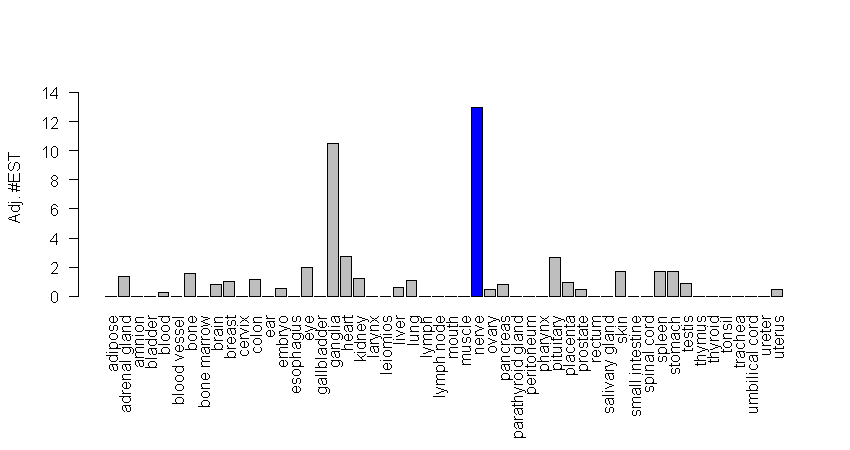 14
12
10
8
6
4
2
0
Adj. #EST
adipose
adrenal gland
amnion
bladder
blood
blood vessel
bone
bone marrow
brain
breast
cervix
colon
ear
embryo
esophagus
eye
gallbladder
ganglia
heart
kidney
larynx
leiomios
liver
lung
lymph
lymph node
mouth
muscle
nerve
ovary
pancreas
parathyroid gland
peritoneum
pharynx
pituitary
placenta
prostate
rectum
salivary gland
skin
small intestine
spinal cord
spleen
stomach
testis
thymus
thyroid
tonsil
trachea
umbilical cord
ureter
uterus